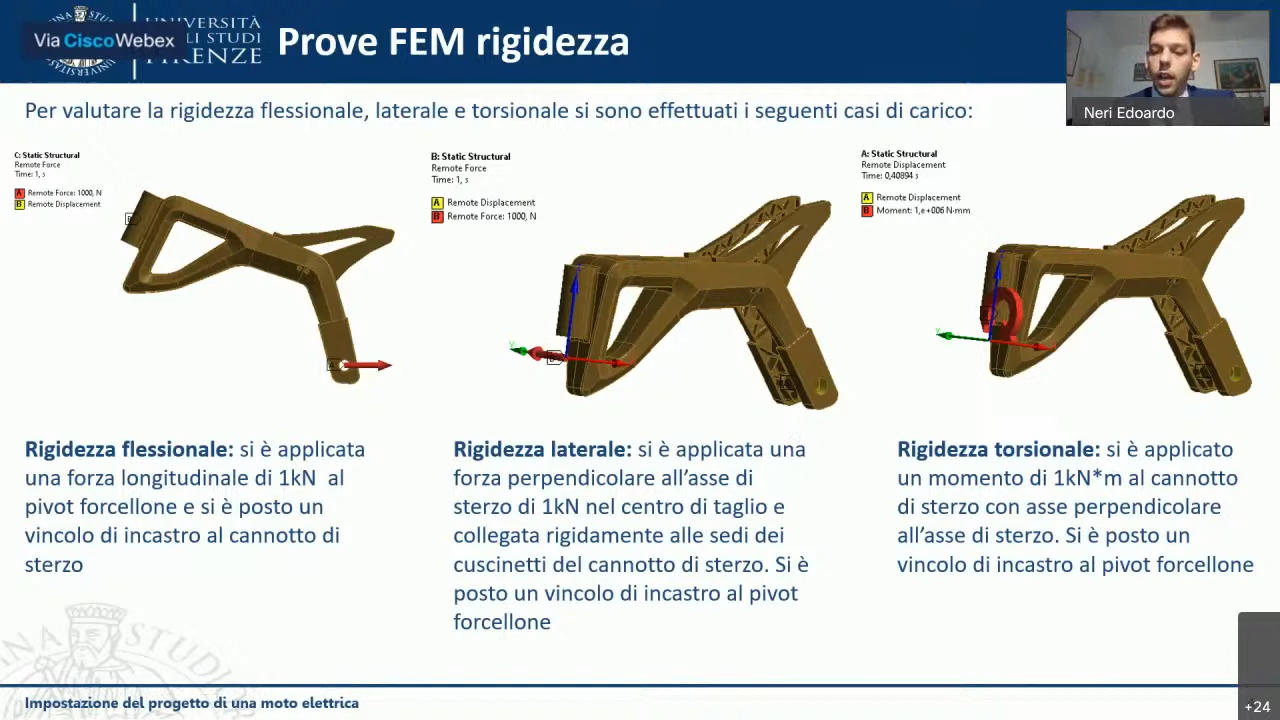 Via Cisco Webex
UNIVERSITÀ
LI STUDI
FIRENZE
Prove FEM rigidezza
Neri Edoardo
Per valutare la rigidezza flessionale, laterale e torsionale si sono effettuati i seguenti casi di carico:
C: Static Structural
Remote Force
Time: 1, s
A Remote Force: 1000, N
B Remote Displacement
B: Static Structural
Remote Force
Time: 1, s
A Remote Displacement
B Remote Force: 1000, N
A: Static Structural
Remote Displacement
Time: 0,40894 s
A Remote Displacement
B Moment: 1,e+006 N·mm
Rigidezza flessionale: si è applicata
una forza longitudinale di 1kN al
pivot forcellone e si è posto un
vincolo di incastro al cannotto di
sterzo
Rigidezza laterale: si è applicata una
forza perpendicolare all'asse di
sterzo di 1kN nel centro di taglio e
collegata rigidamente alle sedi dei
cuscinetti del cannotto di sterzo. Si è
posto un vincolo di incastro al pivot
forcellone
Rigidezza torsionale: si è applicato
un momento di 1kN*m al cannotto
di sterzo con asse perpendicolare
all'asse di sterzo. Si è posto un
vincolo di incastro al pivot forcellone
Impostazione del progetto di una moto elettrica
+24